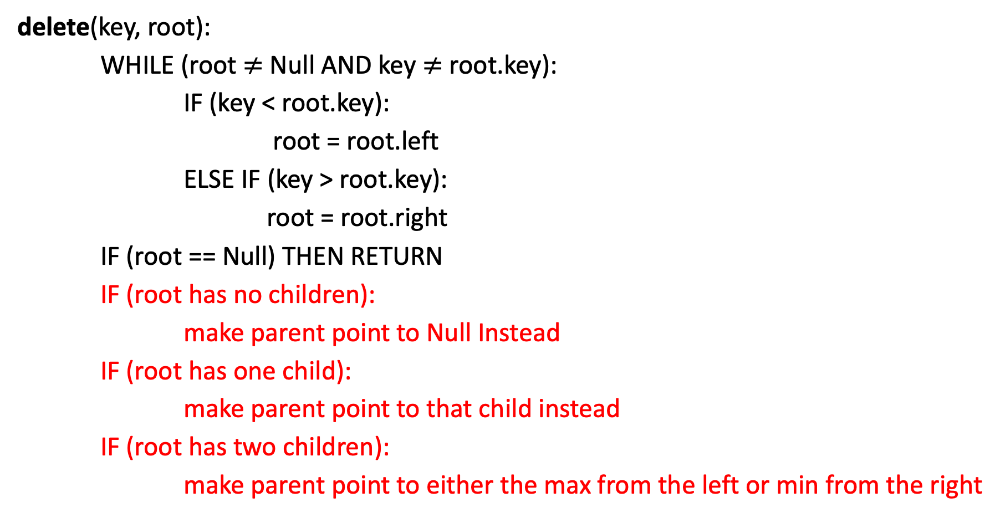 delete(key, root):
WHILE (root ≠ Null AND key ≠ root.key):
IF (key < root.key):
root = root.left
ELSE IF (key > root.key):
root = root.right
IF (root == Null) THEN RETURN
IF (root has no children):
make parent point to Null Instead
IF (root has one child):
make parent point to that child instead
IF (root has two children):
make parent point to either the max from the left or min from the right